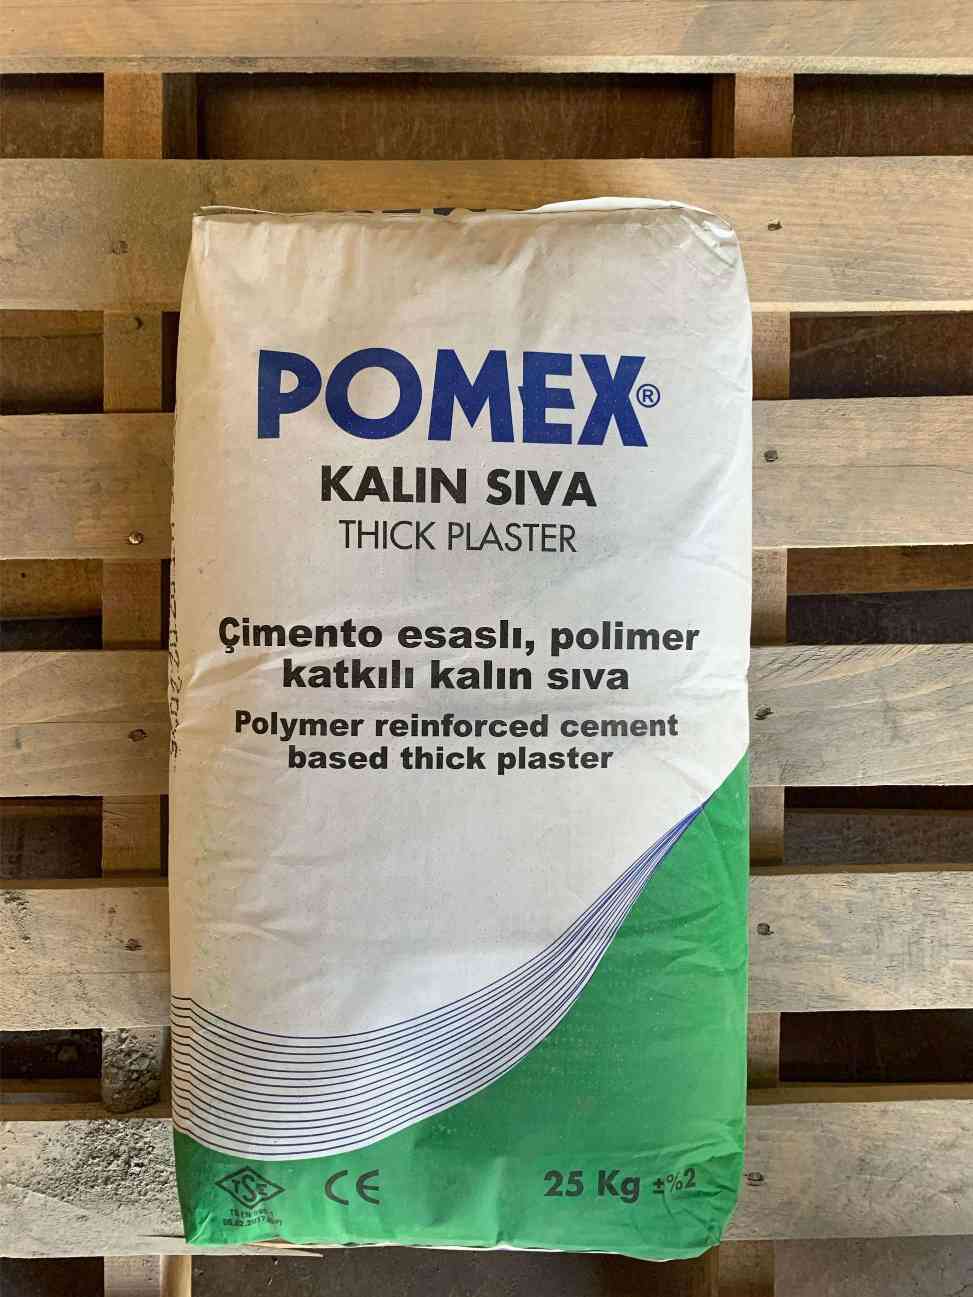 POMEX®
KALIN SIVA
THICK PLASTER
Çimento esaslı, polimer
katkılı kalın sıva
Polymer reinforced cement
based thick plaster
TSE
CE
25 Kg ±%2